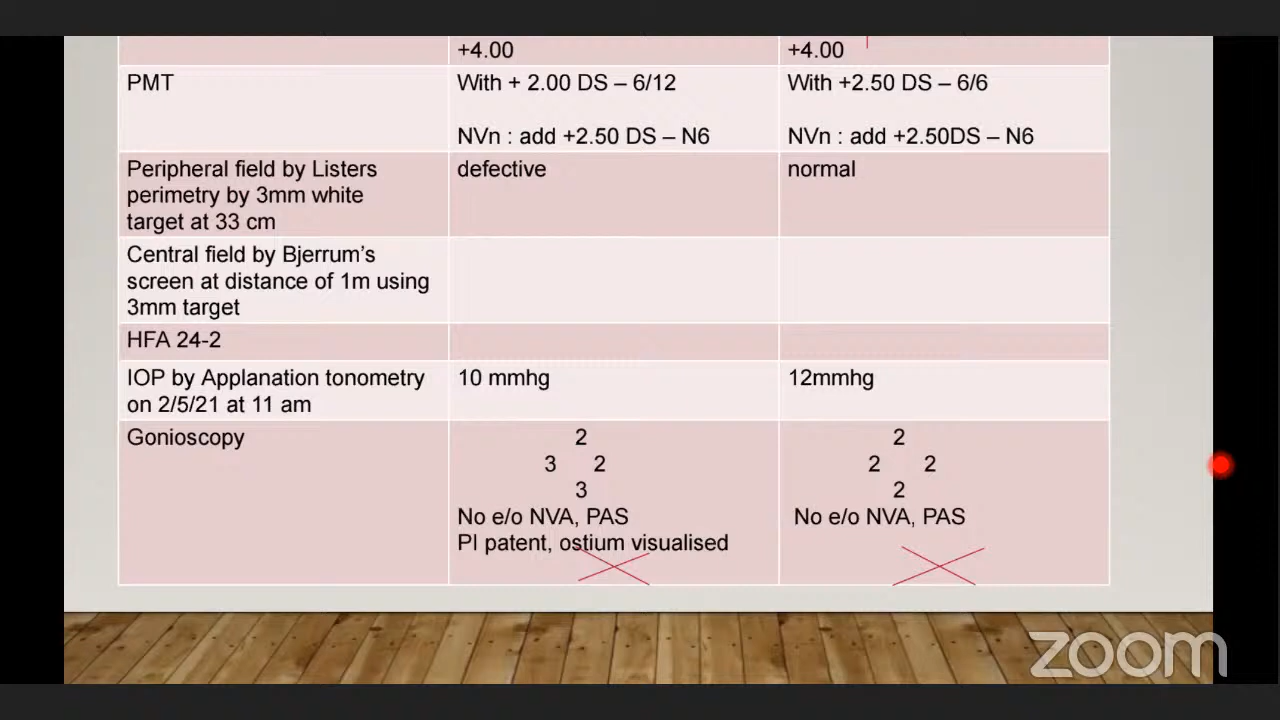 +4.00 +4.00
PMT With + 2.00 DS – 6/12 With +2.50 DS – 6/6
NVn : add +2.50 DS – N6 NVn : add +2.50DS – N6
Peripheral field by Listers defective normal
perimetry by 3mm white
target at 33 cm
Central field by Bjerrum’s
screen at distance of 1m using
3mm target
HFA 24-2
IOP by Applanation tonometry 10 mmhg 12mmhg
on 2/5/21 at 11 am
Gonioscopy 2 2
3 2 2 2
3 2
No e/o NVA, PAS No e/o NVA, PAS
PI patent, ostium visualised
zoom